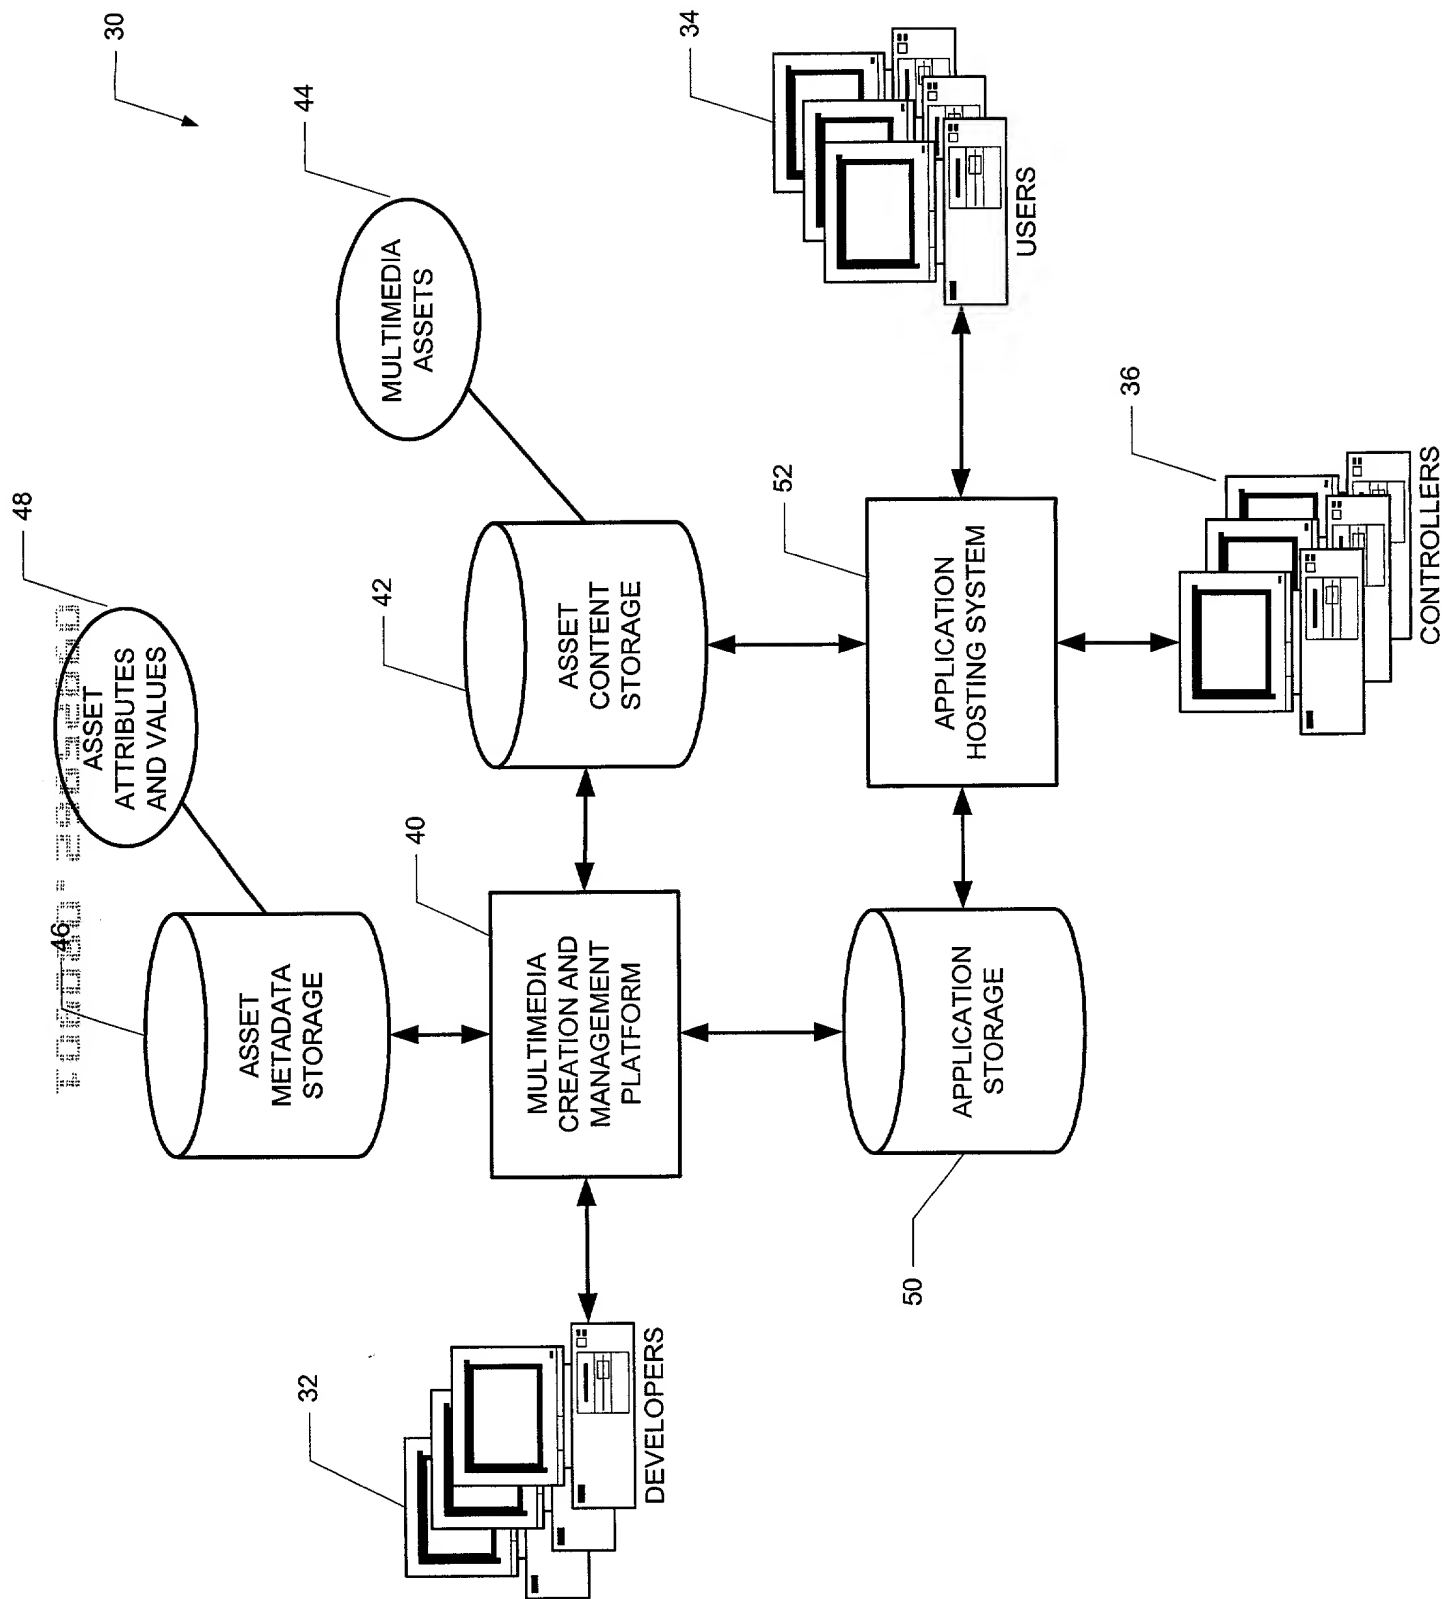 30
48
44
ASSET
ATTRIBUTES
AND VALUES
MULTIMEDIA
ASSETS
46
42
34
ASSET
METADATA
STORAGE
ASSET
CONTENT
STORAGE
USERS
32
40
52
36
DEVELOPERS
MULTIMEDIA
CREATION AND
MANAGEMENT
PLATFORM
APPLICATION
HOSTING SYSTEM
50
APPLICATION
STORAGE
CONTROLLERS